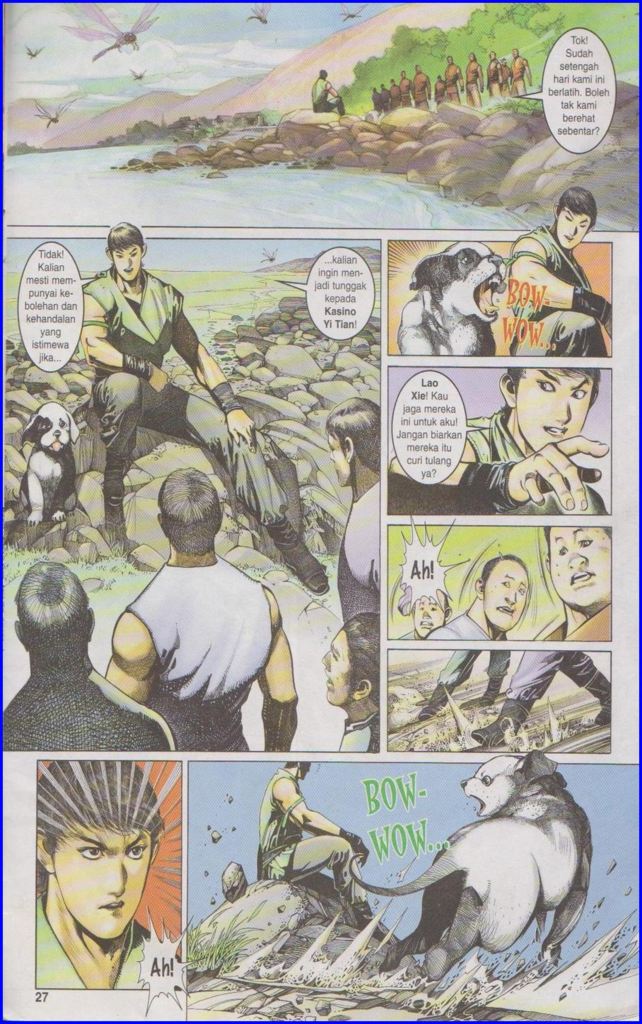 Tok!
Sudah
setengah
hari kami ini
berlatih. Boleh
tak kami
berehat
sebentar?
Tidak!
Kalian
mesti mem-
punyai ke-
bolehan dan
kehandalan
yang
istimewa
jika...
...kalian
ingin men-
jadi tunggak
kepada
Kasino
Yi Tian!
BOW-
WOW...
Lao
Xie! Kau
jaga mereka
ini untuk aku!
Jangan biarkan
mereka itu
curi tulang
ya?
Ah!
Ah!
BOW-
WOW...
27